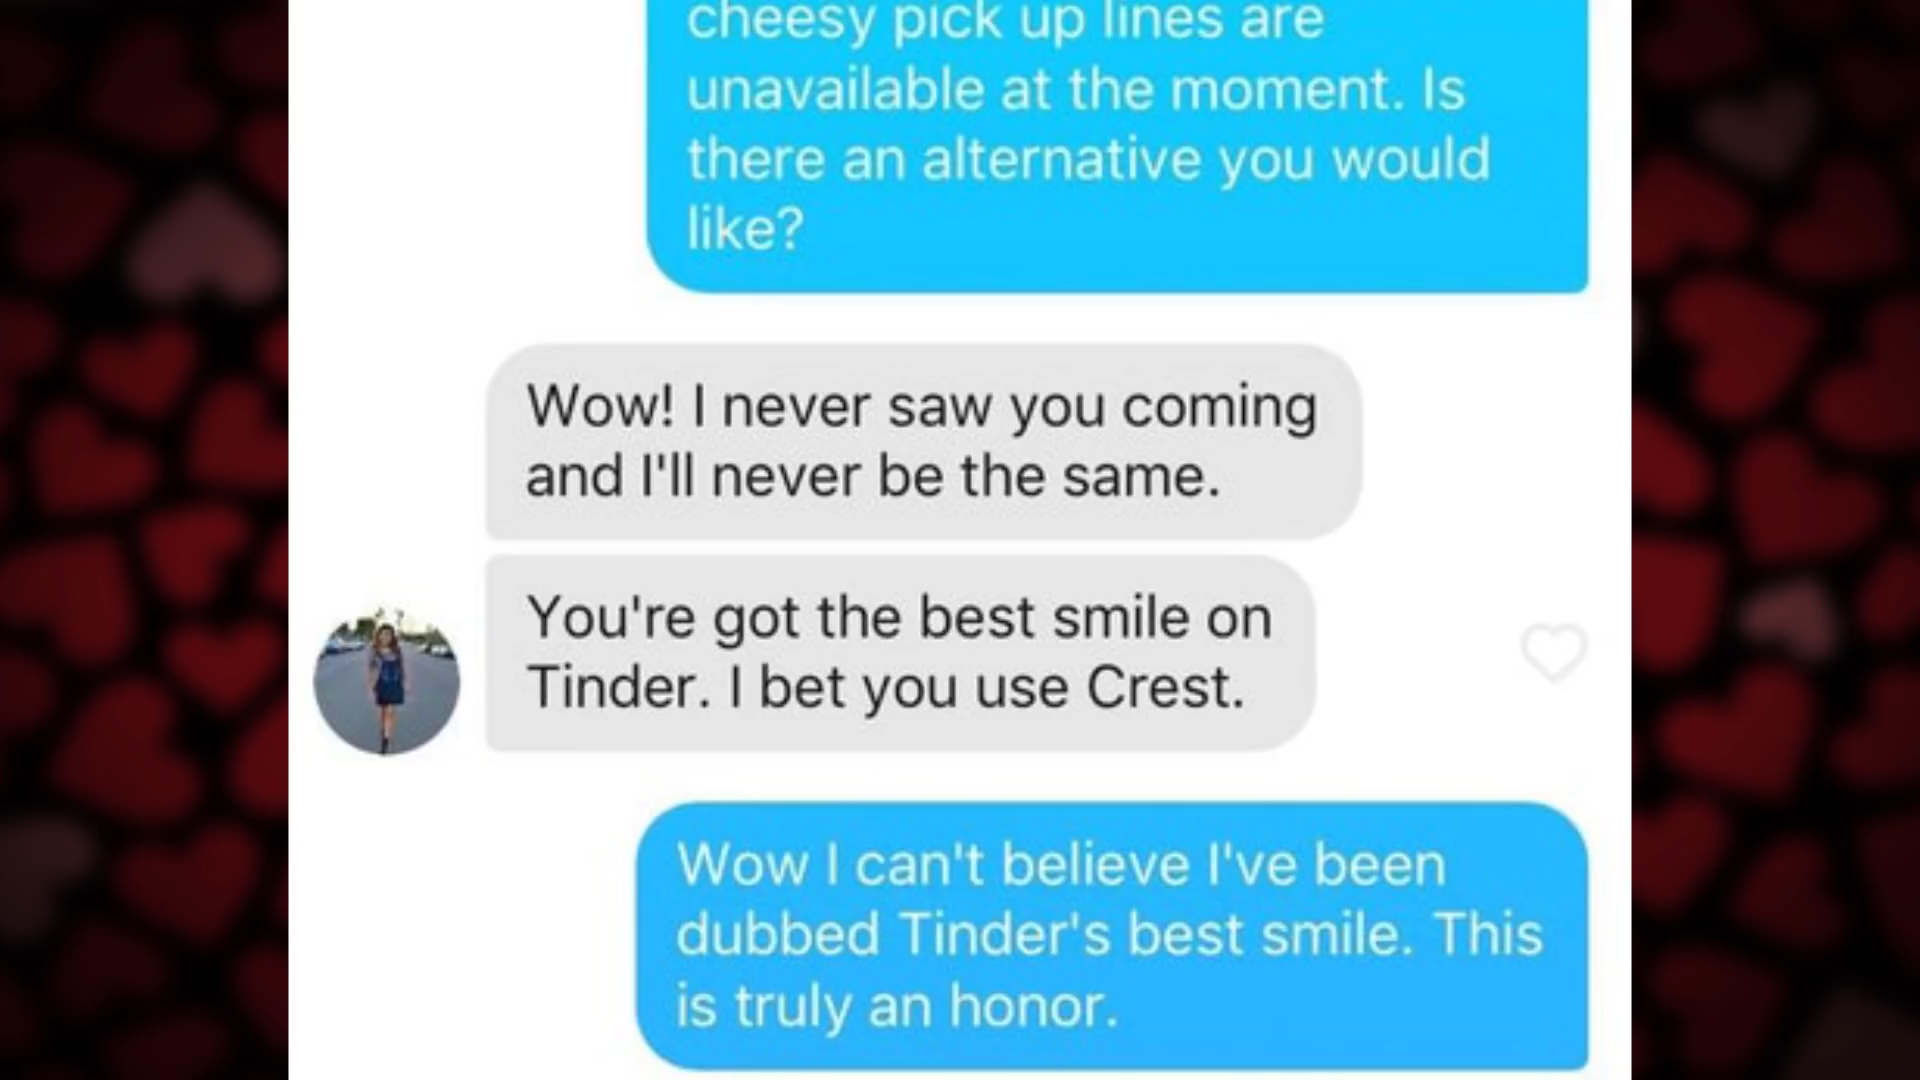 cheesy pick up lines are
unavailable at the moment. Is
there an alternative you would
like?
Wow! I never saw you coming
and I'll never be the same.
You're got the best smile on
Tinder. I bet you use Crest.
Wow I can't believe I've been
dubbed Tinder's best smile. This
is truly an honor.